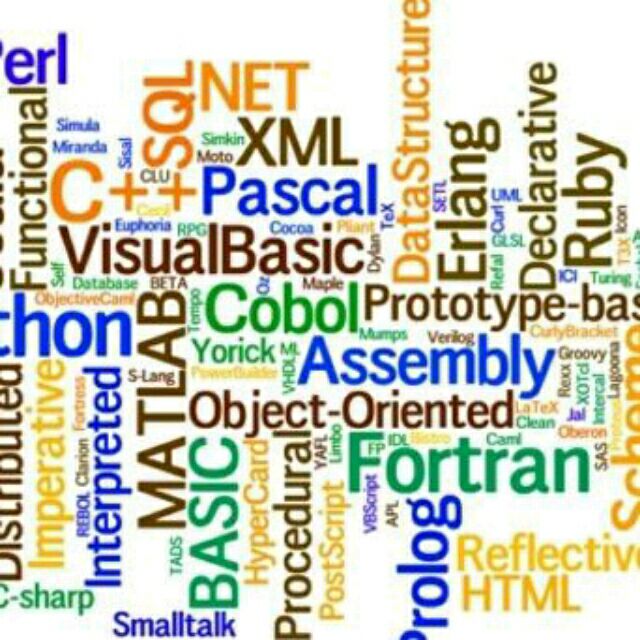 erl
NET
DataStructure
Simula
SQL
Simkin
XML
Erlang
Declarative
Ruby
Functional
Miranda
Sisal
Moto
C++
CLU
Pascal
SETL
UML
Curl
TeX
Icon
Cecil
Euphoria
RPG
Cocoa
Pliant
GLSL
T3X
VisualBasic
Dylan
Refal
Self
Database
BETA
Oz
Maple
ICI
Turing
ObjectiveCaml
Tempo
Cobol
Prototype-bas
thon
MATLAB
Mumps
Verilog
CurlyBracket
Yorick
ML
Assembly
Groovy
Lagoona
S-Lang
PowerBuilder
VHDL
Rexx
XOTcl
Distributed
Imperative
Fortress
Interpreted
Object-Oriented
LaTeX
Clean
Jal
Icterval
Oberon
BASIC
HyperCard
Procedural
YAFL
Limbo
FP
IDL
Bistro
Caml
SAS
Clarion
REBOL
Fortran
PostScript
VBScript
APL
Prolog
TADS
Reflective
C-sharp
HTML
Smalltalk